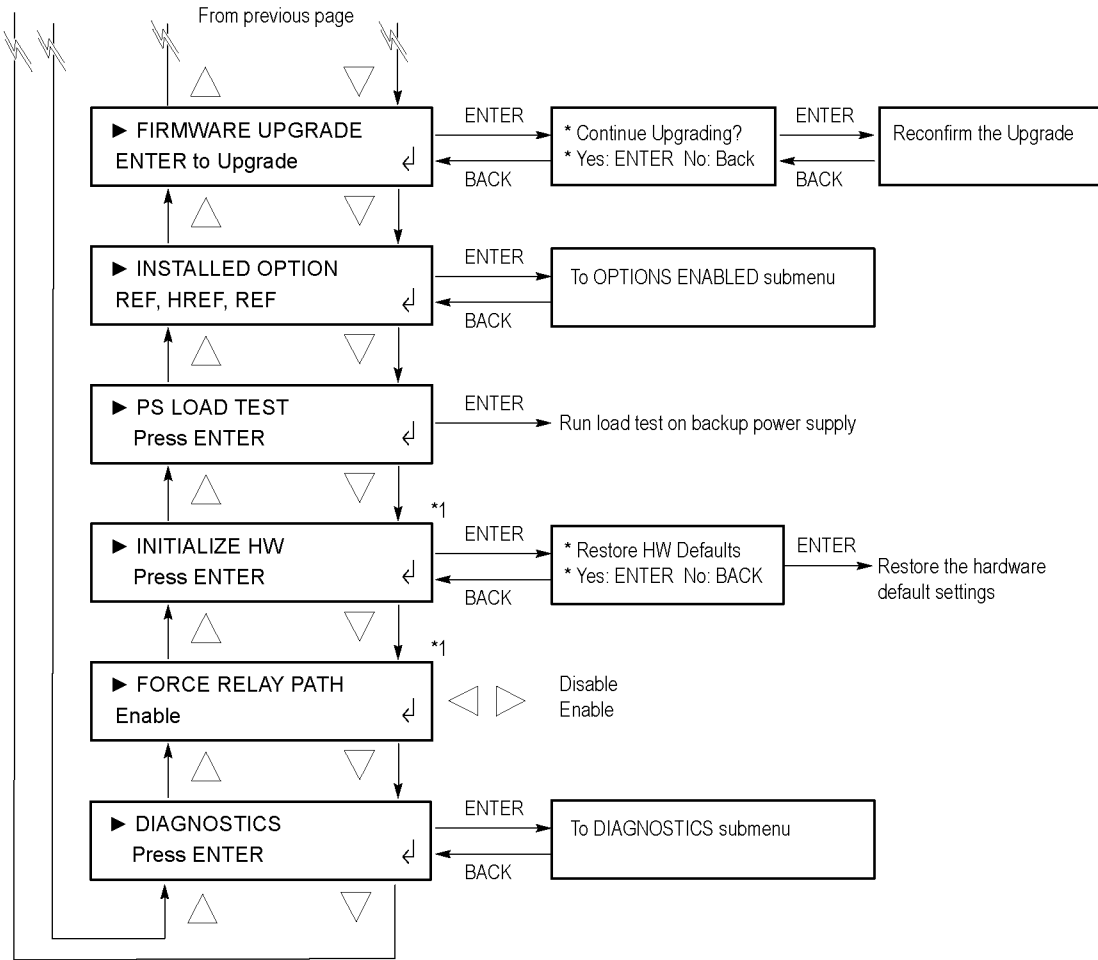 From previous page
► FIRMWARE UPGRADE
ENTER to Upgrade
ENTER
BACK
* Continue Upgrading?
* Yes: ENTER No: Back
ENTER
BACK
Reconfirm the Upgrade
► INSTALLED OPTION
REF, HREF, REF
ENTER
BACK
To OPTIONS ENABLED submenu
► PS LOAD TEST
Press ENTER
ENTER
Run load test on backup power supply
*1
► INITIALIZE HW
Press ENTER
ENTER
BACK
* Restore HW Defaults
* Yes: ENTER No: BACK
ENTER
Restore the hardware
default settings
*1
► FORCE RELAY PATH
Enable
Disable
Enable
► DIAGNOSTICS
Press ENTER
ENTER
BACK
To DIAGNOSTICS submenu